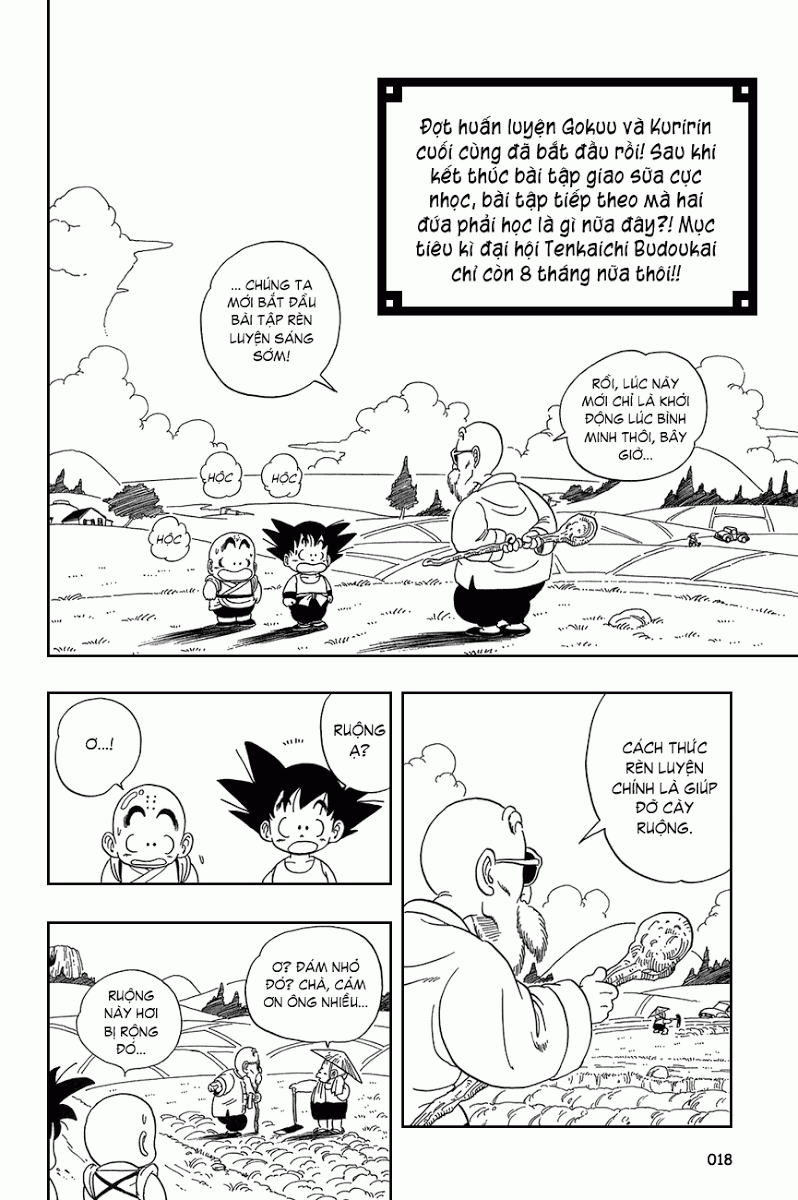 Đợt huấn luyện Gokuu và Kuririn
cuối cùng đã bắt đầu rồi! Sau khi
kết thúc bài tập giao sữa cực
nhọc, bài tập tiếp theo mà hai
đứa phải học là gì nữa đây?! Mục
tiêu kì đại hội Tenkaichi Budoukai
chỉ còn 8 tháng nữa thôi!!
RỒI, LÚC NÀY
MỚI CHỈ LÀ KHỞI
ĐỘNG LÚC BÌNH
MINH THÔI, BÂY
GIỜ...
... CHÚNG TA
MỚI BẮT ĐẦU
BÀI TẬP RÈN
LUYỆN SÁNG
SỚM!
HỘC
HỘC
HỘC
CÁCH THỨC
RÈN LUYỆN
CHÍNH LÀ GIÚP
ĐỠ CÀY
RUỘNG.
RUỘNG
Ạ?
Ơ...!
Ơ? ĐÁM NHỎ
ĐÓ? CHÀ, CÁM
ƠN ÔNG NHIỀU...
RUỘNG
NÀY HƠI
BỊ RỘNG
ĐÓ...
018